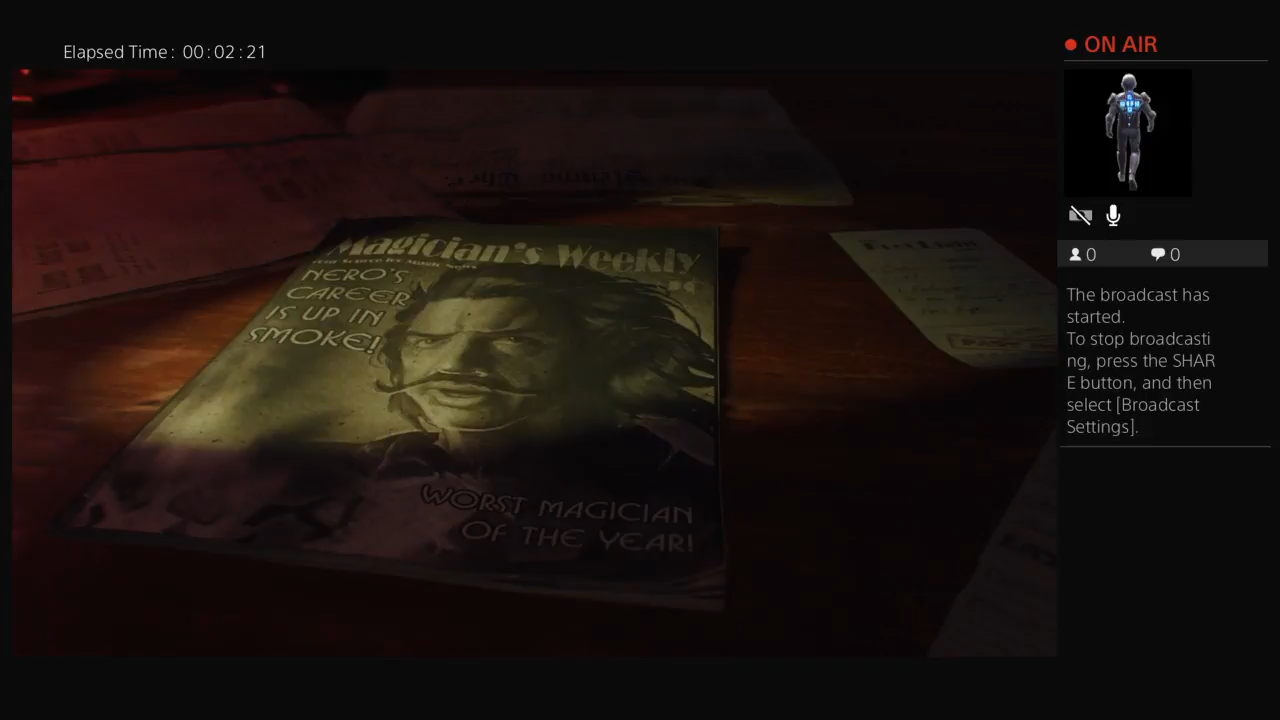 Elapsed Time: 00:02:21
ON AIR
0 0
The broadcast has
started.
To stop broadcasti
ng, press the SHAR
E button, and then
select [Broadcast
Settings].
Magician's Weekly
NERO'S
CAREER
IS UP IN
SMOKE!
WORST MAGICIAN
OF THE YEAR!